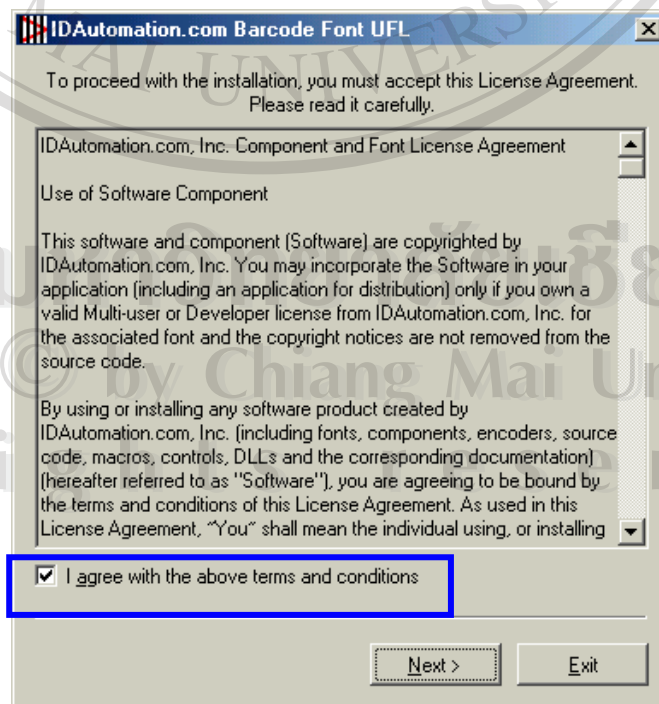 MAI UNIVERS
IDAutomation.com Barcode Font UFL
To proceed with the installation, you must accept this License Agreement.
Please read it carefully.
IDAutomation.com, Inc. Component and Font License Agreement
Use of Software Component
This software and component (Software) are copyrighted by
IDAutomation.com, Inc. You may incorporate the Software in your
application (including an application for distribution) only if you own a
valid Multi-user or Developer license from IDAutomation.com, Inc. for
the associated font and the copyright notices are not removed from the
source code.
© by Chiang Mai Un
By using or installing any software product created by
IDAutomation.com, Inc. (including fonts, components, encoders, source
code, macros, controls, DLLs and the corresponding documentation)
(hereafter referred to as "Software"), you are agreeing to be bound by
the terms and conditions of this License Agreement. As used in this
License Agreement, "You" shall mean the individual using, or installing
I agree with the above terms and conditions
Next >
Exit